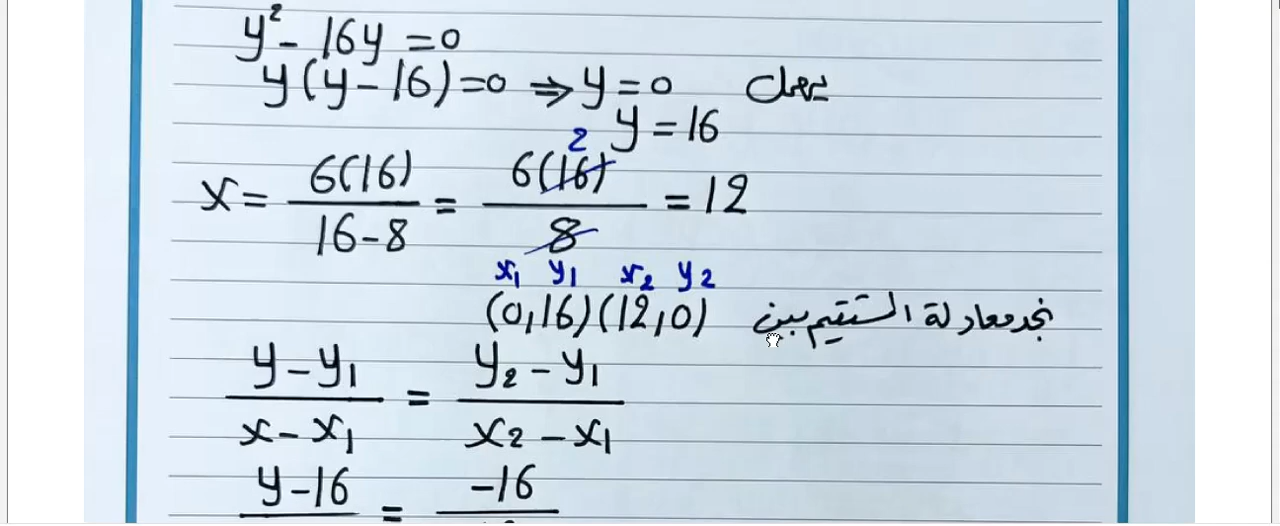 y² - 16y = 0
y(y - 16) = 0 ⇒ y = 0 يهمل
y = 16
x = 6(16) / 16-8 = 6(16) / 8 = 12
2
x₁ y₁ x₂ y₂
نجد معادلة المستقيم بين (0,16)(12,0)
y - y₁ / x - x₁ = y₂ - y₁ / x₂ - x₁
y - 16 = -16